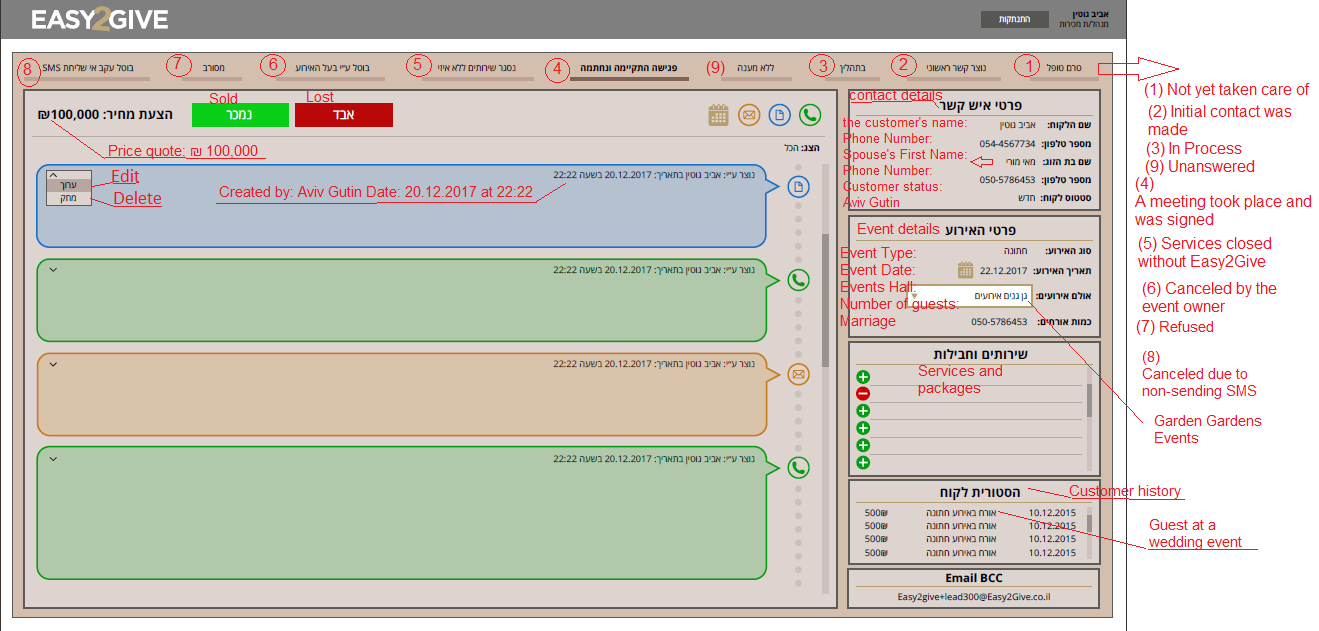 EASY2GIVE
אביב גוטין
מנהל/ת מכירות
התנתקות
(1) טרם טופל
(2) נוצר קשר ראשוני
(3) בתהליך
(9) ללא מענה
(4) פגישה התקיימה ונחתמה
(5) נסגר שירותים ללא איזי
(6) בוטל ע״י בעל האירוע
(7) מסורב
(8) בוטל עקב אי שליחת SMS
(1) Not yet taken care of
(2) Initial contact was
made
(3) In Process
(9) Unanswered
(4)
A meeting took place and
was signed
(5) Services closed
without Easy2Give
(6) Canceled by the
event owner
(7) Refused
(8)
Canceled due to
non-sending SMS
Garden Gardens
Events
contact details
פרטי איש קשר
the customer's name:
שם הלקוח: אביב גוטין
Phone Number:
מספר טלפון: 054-4567734
Spouse's First Name:
שם בת הזוג: מאי מורי
Phone Number:
מספר טלפון: 050-5786453
Customer status:
סטטוס לקוח: חדש
Aviv Gutin
Event details
פרטי האירוע
Event Type:
סוג האירוע: חתונה
Event Date:
תאריך האירוע: 22.12.2017
Events Hall:
אולם אירועים: גן גנים אירועים
Number of guests:
כמות אורחים: 050-5786453
Marriage
שירותים וחבילות
Services and
packages
הסטורית לקוח
Customer history
10.12.2015 אורח באירוע חתונה 500₪
10.12.2015 אורח באירוע חתונה 500₪
10.12.2015 אורח באירוע חתונה 500₪
10.12.2015 אורח באירוע חתונה 500₪
Guest at a
wedding event
Email BCC
Easy2give+lead300@Easy2Give.co.il
Sold
נמכר
Lost
אבד
הצעת מחיר: 100,000₪
Price quote: ₪ 100,000
הצג: הכל
נוצר ע״י: אביב גוטין בתאריך: 20.12.2017 בשעה 22:22
Created by: Aviv Gutin Date: 20.12.2017 at 22:22
ערוך
Edit
מחק
Delete
נוצר ע״י: אביב גוטין בתאריך: 20.12.2017 בשעה 22:22
נוצר ע״י: אביב גוטין בתאריך: 20.12.2017 בשעה 22:22
נוצר ע״י: אביב גוטין בתאריך: 20.12.2017 בשעה 22:22